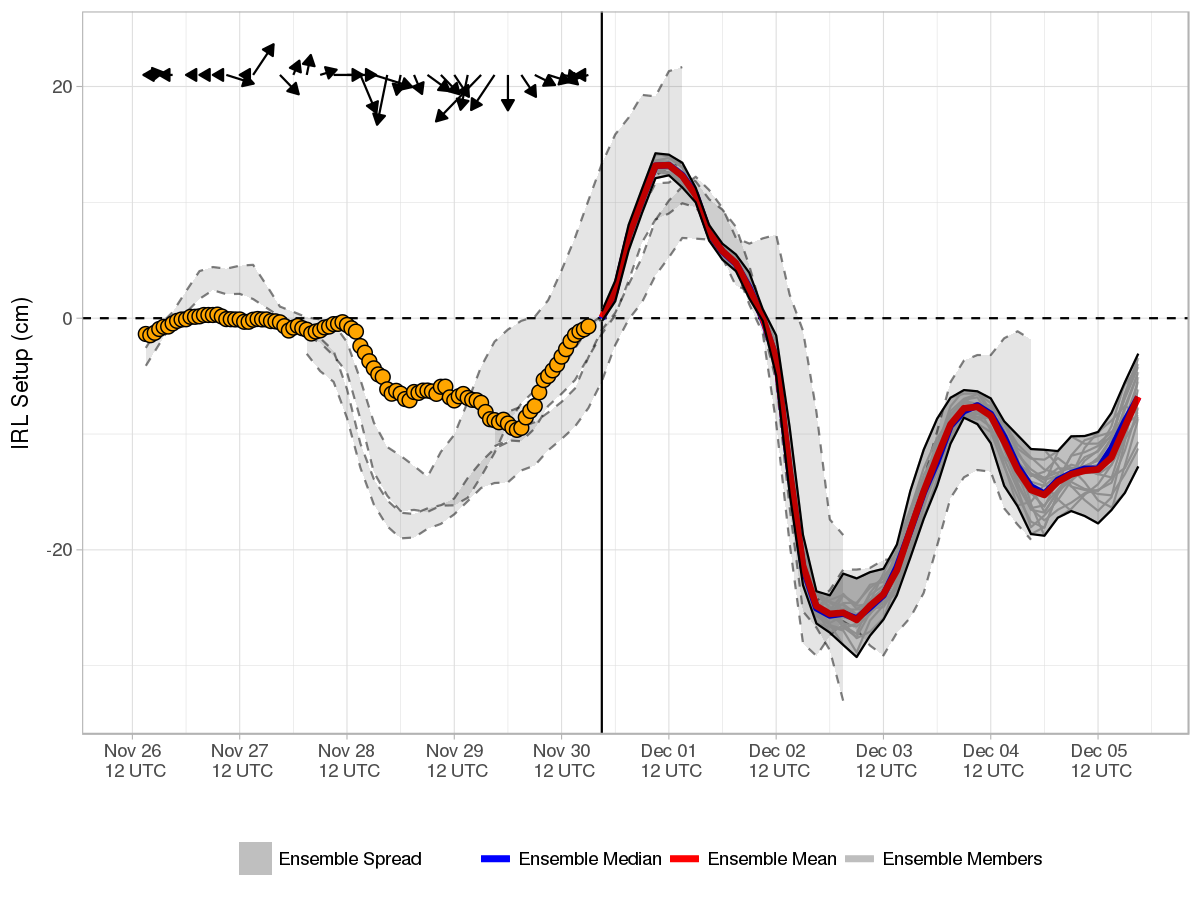 IRL Setup (cm)
20
0
-20
Nov 26 Nov 27 Nov 28 Nov 29 Nov 30 Dec 01 Dec 02 Dec 03 Dec 04 Dec 05
12 UTC 12 UTC 12 UTC 12 UTC 12 UTC 12 UTC 12 UTC 12 UTC 12 UTC 12 UTC
Ensemble Spread Ensemble Median Ensemble Mean Ensemble Members